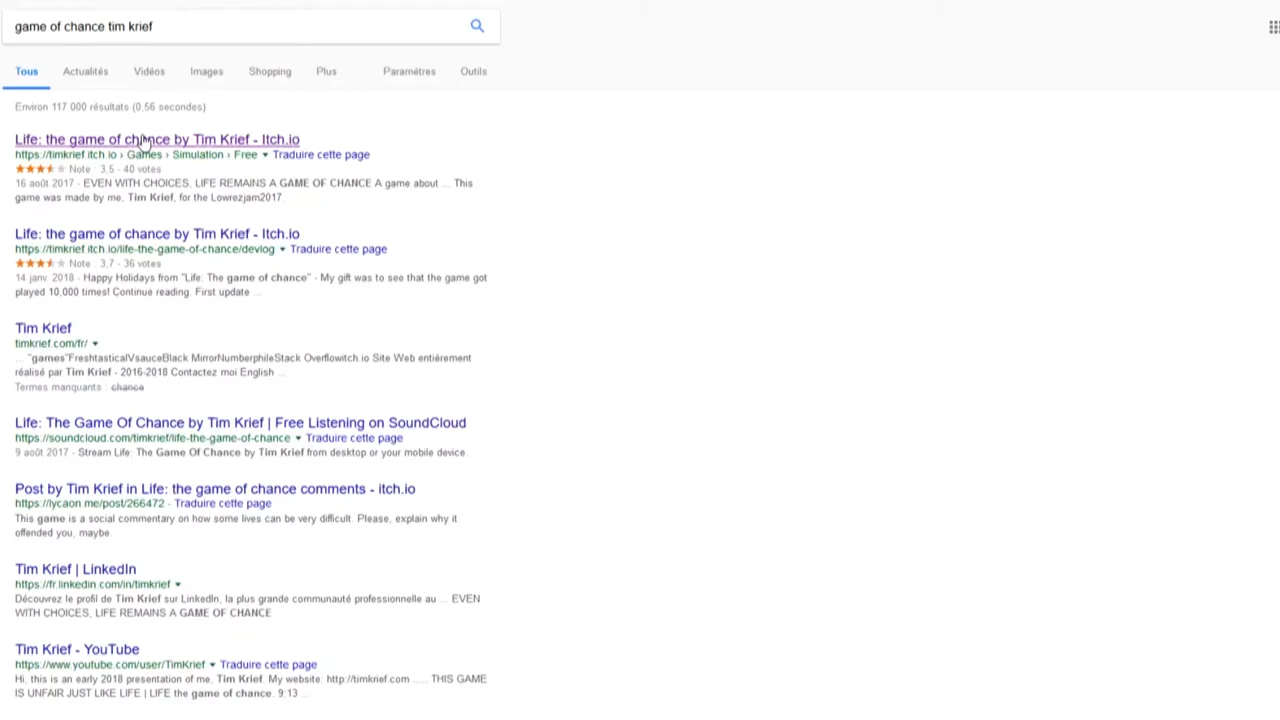 game of chance tim krief
Tous Actualités Vidéos Images Shopping Plus Paramètres Outils
Environ 117 000 résultats (0,56 secondes)
Life: the game of chance by Tim Krief - Itch.io
https://timkrief.itch.io › Games › Simulation › Free ▾ Traduire cette page
★★★★★ Note : 3,5 - 40 votes
16 août 2017 - EVEN WITH CHOICES, LIFE REMAINS A GAME OF CHANCE A game about ... This
game was made by me, Tim Krief, for the Lowrezjam2017.
Life: the game of chance by Tim Krief - Itch.io
https://timkrief.itch.io/life-the-game-of-chance/devlog ▾ Traduire cette page
★★★★★ Note : 3,7 - 36 votes
14 janv. 2018 - Happy Holidays from "Life. The game of chance" - My gift was to see that the game got
played 10,000 times! Continue reading. First update ...
Tim Krief
timkrief.com/fr/ ▾
... "games"FreshtasticalVsauceBlack MirrorNumberphileStack Overflowitch.io Site Web entièrement
réalisé par Tim Krief - 2016-2018 Contactez moi English ...
Termes manquants : chance
Life: The Game Of Chance by Tim Krief | Free Listening on SoundCloud
https://soundcloud.com/timkrief/life-the-game-of-chance ▾ Traduire cette page
9 août 2017 - Stream Life: The Game Of Chance by Tim Krief from desktop or your mobile device.
Post by Tim Krief in Life: the game of chance comments - itch.io
https://lycaon.me/post/266472 - Traduire cette page
This game is a social commentary on how some lives can be very difficult. Please, explain why it
offended you, maybe.
Tim Krief | LinkedIn
https://fr.linkedin.com/in/timkrief ▾
Découvrez le profil de Tim Krief sur LinkedIn, la plus grande communauté professionnelle au ... EVEN
WITH CHOICES, LIFE REMAINS A GAME OF CHANCE
Tim Krief - YouTube
https://www.youtube.com/user/TimKrief ▾ Traduire cette page
Hi, this is an early 2018 presentation of me, Tim Krief. My website: http://timkrief.com ..... THIS GAME
IS UNFAIR JUST LIKE LIFE | LIFE the game of chance. 9:13 ...